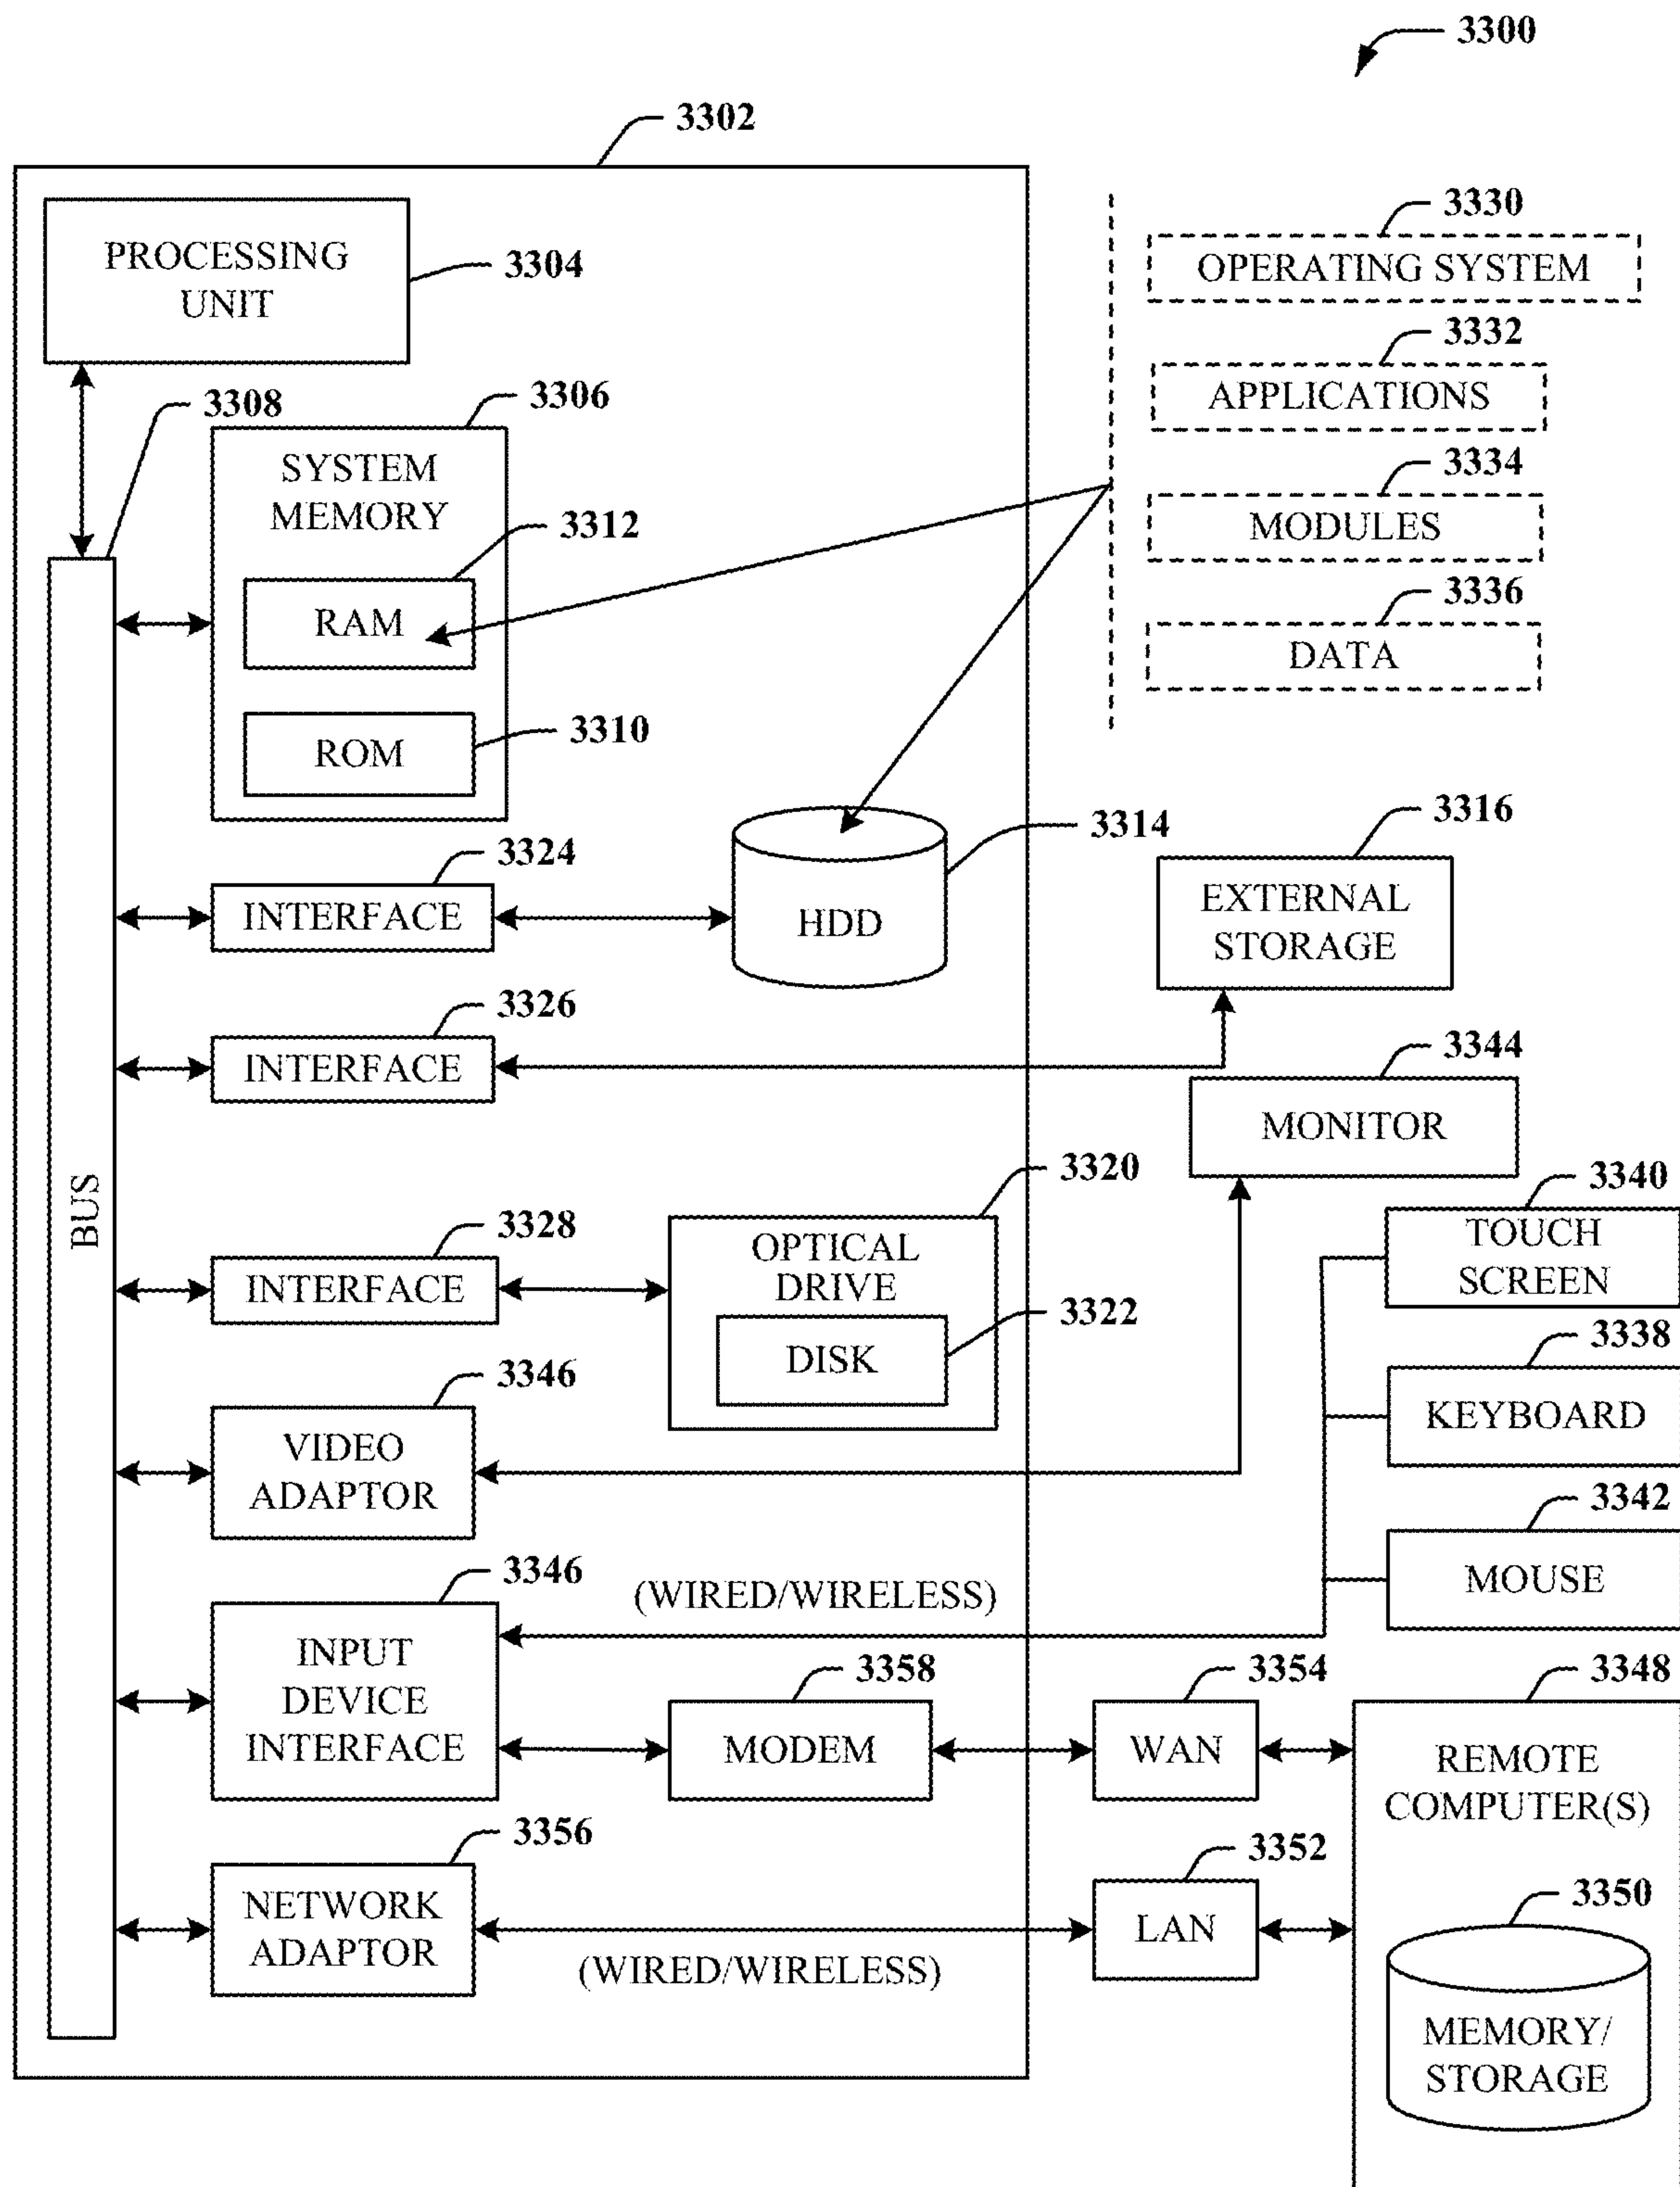 3300
3302
PROCESSING
UNIT
3304
3308
3306
SYSTEM
MEMORY
3312
RAM
3310
ROM
3330
OPERATING SYSTEM
3332
APPLICATIONS
3334
MODULES
3336
DATA
3324
INTERFACE
3314
HDD
3316
EXTERNAL
STORAGE
3326
INTERFACE
3344
MONITOR
BUS
3328
INTERFACE
3320
OPTICAL
DRIVE
3322
DISK
3340
TOUCH
SCREEN
3338
KEYBOARD
3346
VIDEO
ADAPTOR
3342
MOUSE
3346
INPUT
DEVICE
INTERFACE
(WIRED/WIRELESS)
3358
MODEM
3354
WAN
3348
REMOTE
COMPUTER(S)
3356
NETWORK
ADAPTOR
(WIRED/WIRELESS)
3352
LAN
3350
MEMORY/
STORAGE